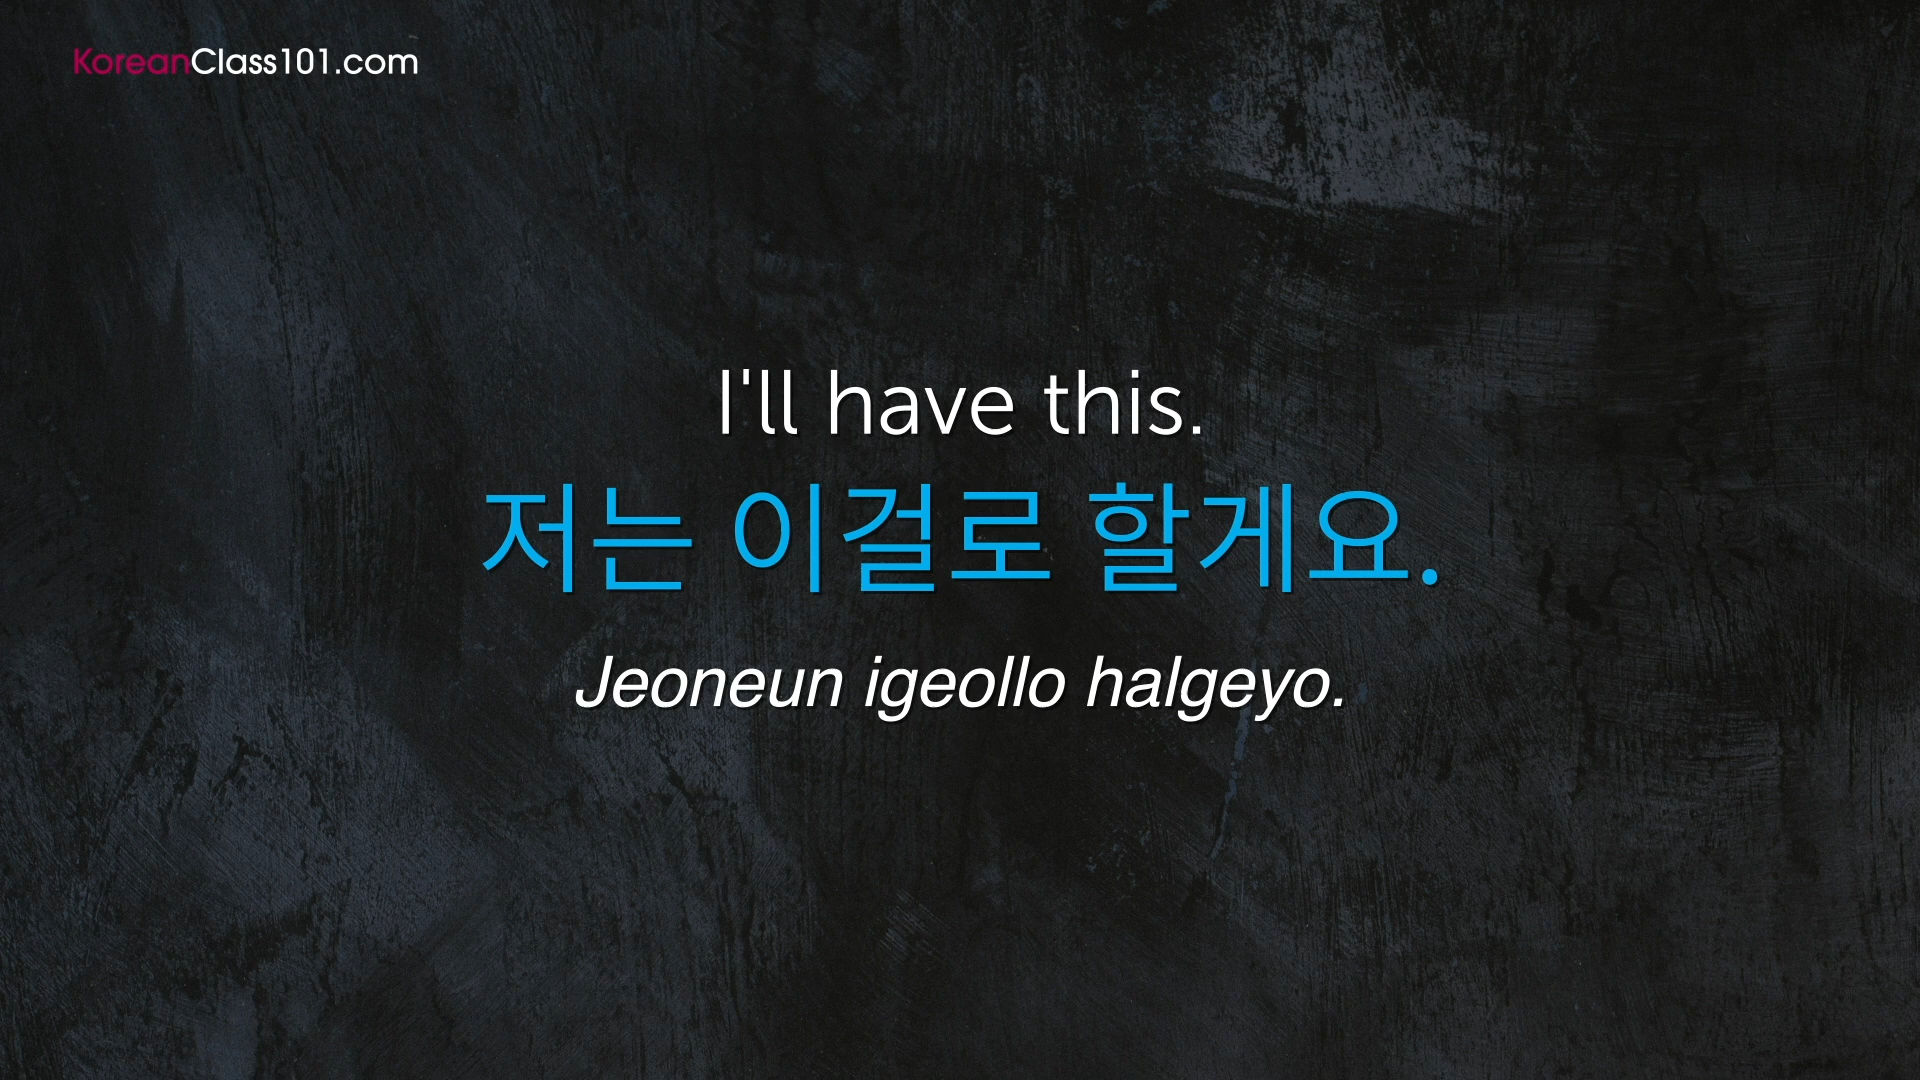 KoreanClass101.com
I'll have this.
저는 이걸로 할게요.
Jeoneun igeollo halgeyo.